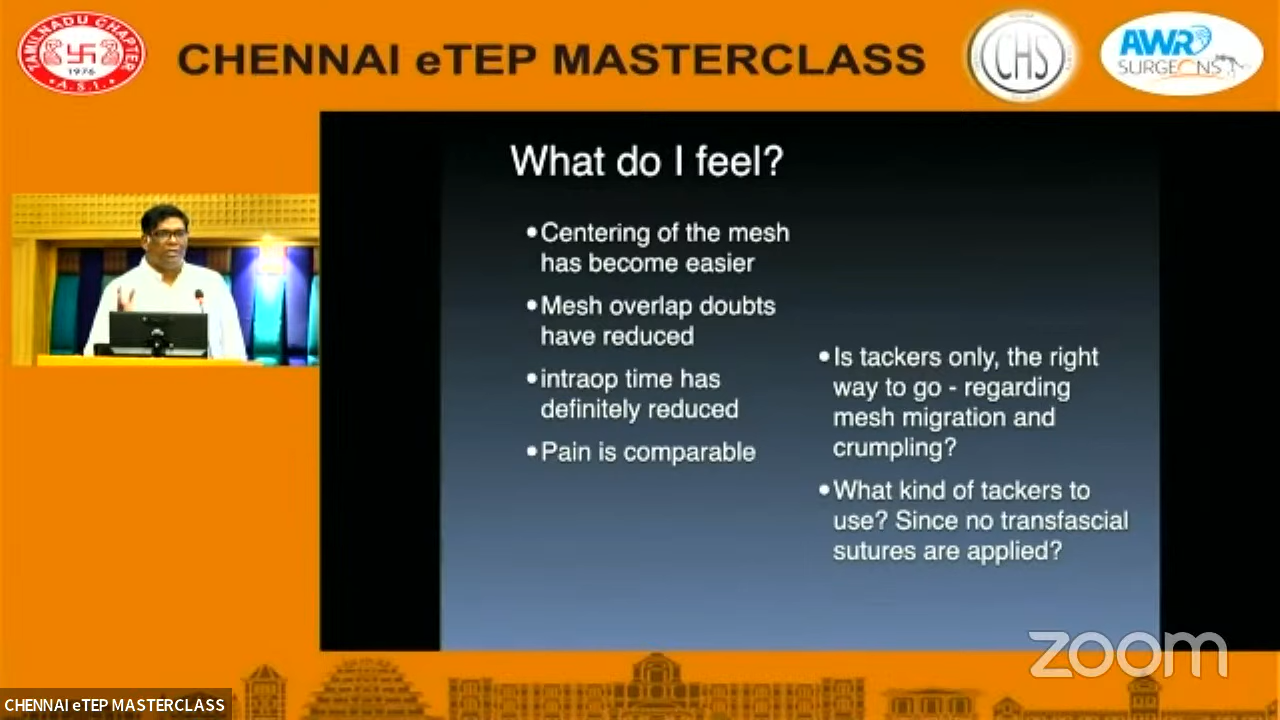 TAMILNADU CHAPTER
1976
A.S.I.
CHENNAI eTEP MASTERCLASS
CHS
AWR
SURGEONS
What do I feel?
•Centering of the mesh
has become easier
•Mesh overlap doubts
have reduced
•intraop time has
definitely reduced
•Pain is comparable
•Is tackers only, the right
way to go - regarding
mesh migration and
crumpling?
•What kind of tackers to
use? Since no transfascial
sutures are applied?
zoom
CHENNAI eTEP MASTERCLASS